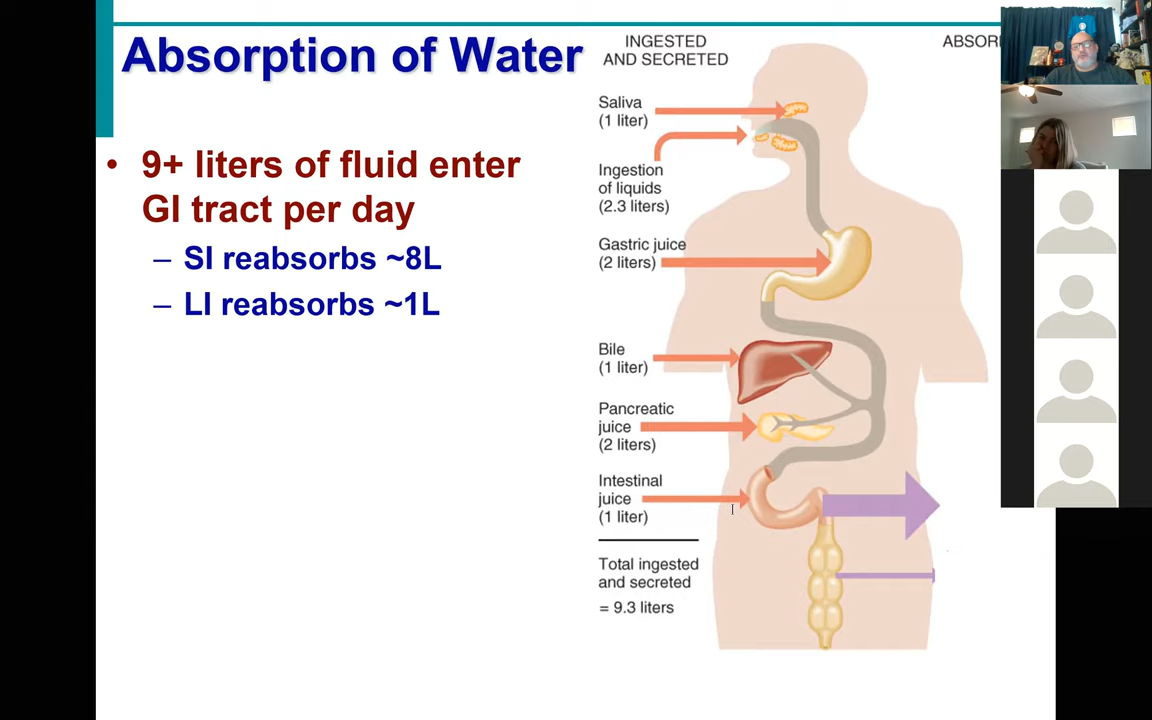 Absorption of Water
• 9+ liters of fluid enter
GI tract per day
– SI reabsorbs ~8L
– LI reabsorbs ~1L
INGESTED
AND SECRETED
ABSOR
Saliva
(1 liter)
Ingestion
of liquids
(2.3 liters)
Gastric juice
(2 liters)
Bile
(1 liter)
Pancreatic
juice
(2 liters)
Intestinal
juice
(1 liter)
Total ingested
and secreted
= 9.3 liters